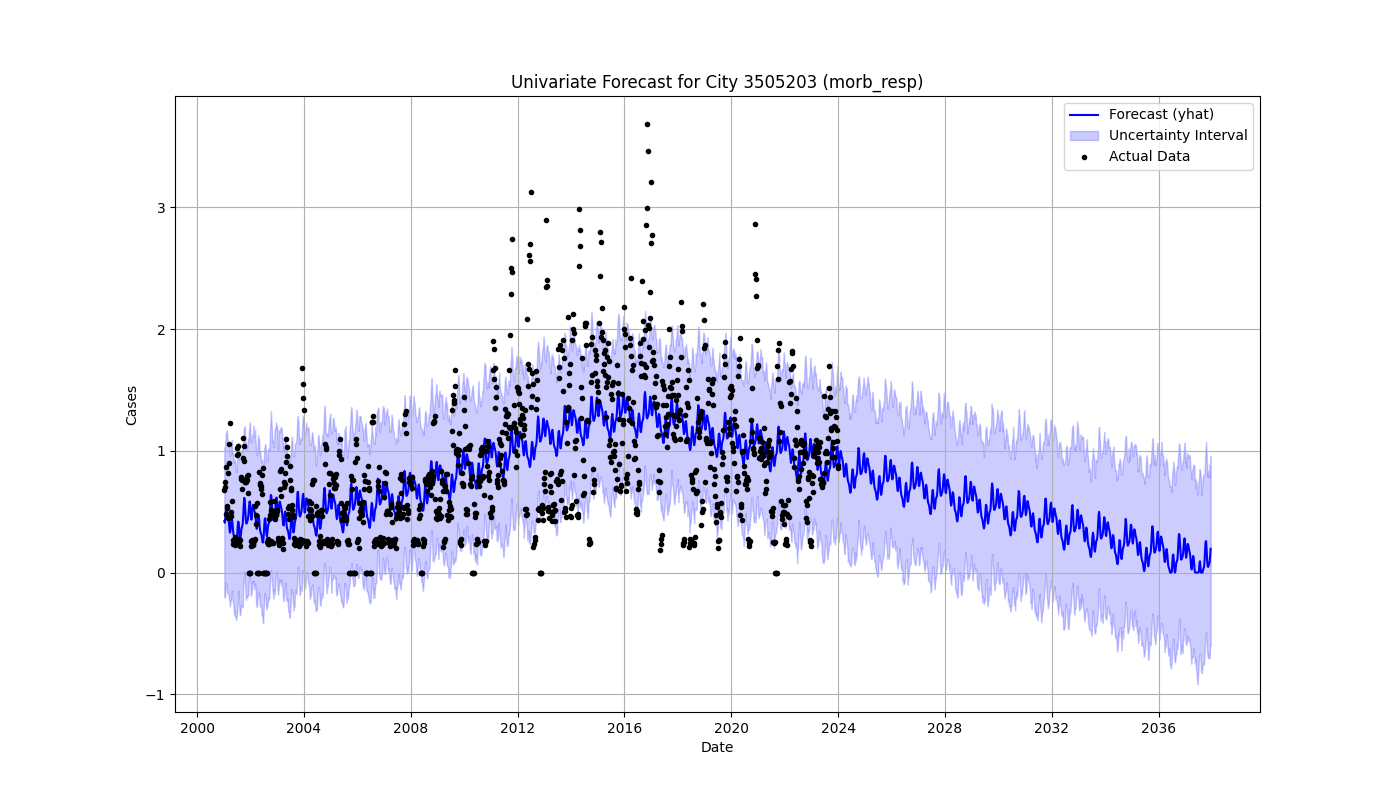 Univariate Forecast for City 3505203 (morb_resp)
Forecast (yhat)
Uncertainty Interval
Actual Data
Cases
3
2
1
0
−1
2000 2004 2008 2012 2016 2020 2024 2028 2032 2036
Date